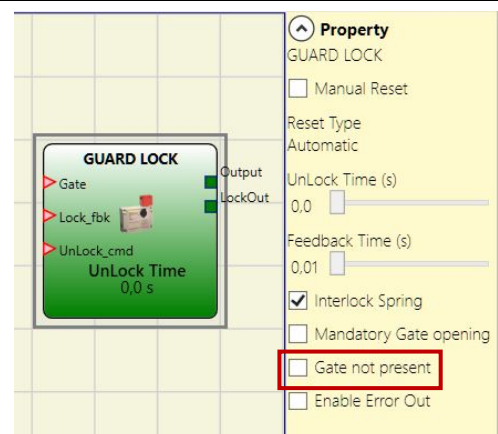 GUARD LOCK
Gate
Lock_fbk
UnLock_cmd
Output
LockOut
UnLock Time
0,0 s
Property
GUARD LOCK
Manual Reset
Reset Type
Automatic
UnLock Time (s)
0,0
Feedback Time (s)
0,01
Interlock Spring
Mandatory Gate opening
Gate not present
Enable Error Out